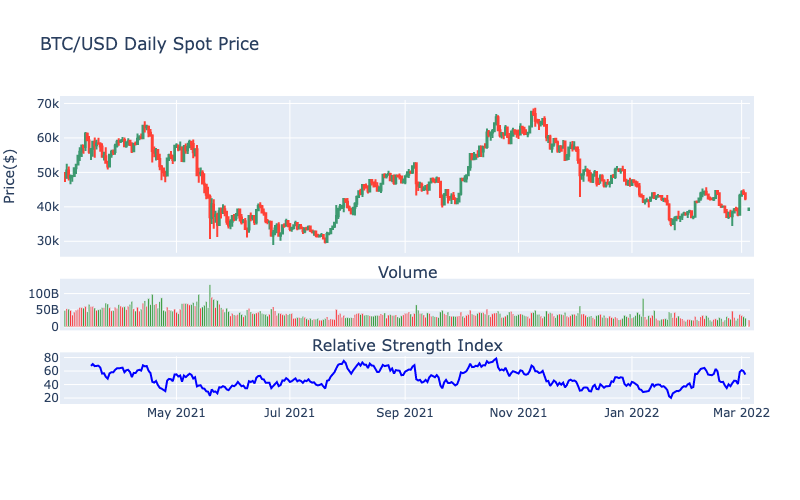 BTC/USD Daily Spot Price
Price($)
70k
60k
50k
40k
30k
Volume
100B
50B
0
Relative Strength Index
80
60
40
20
May 2021 Jul 2021 Sep 2021 Nov 2021 Jan 2022 Mar 2022